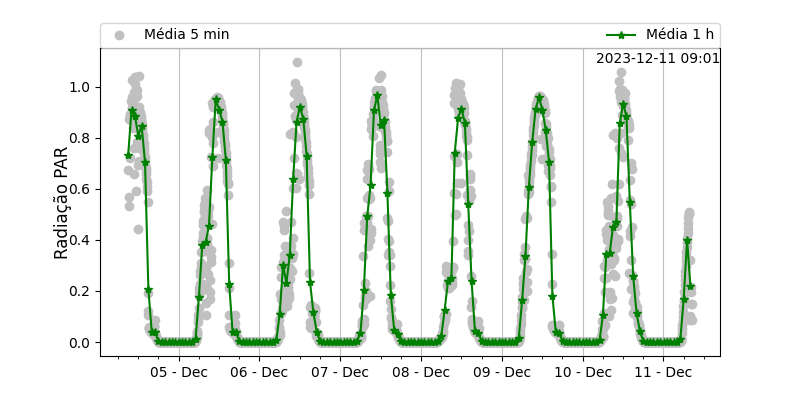 Média 5 min
Média 1 h
2023-12-11 09:01
Radiação PAR
1.0
0.8
0.6
0.4
0.2
0.0
05 - Dec
06 - Dec
07 - Dec
08 - Dec
09 - Dec
10 - Dec
11 - Dec